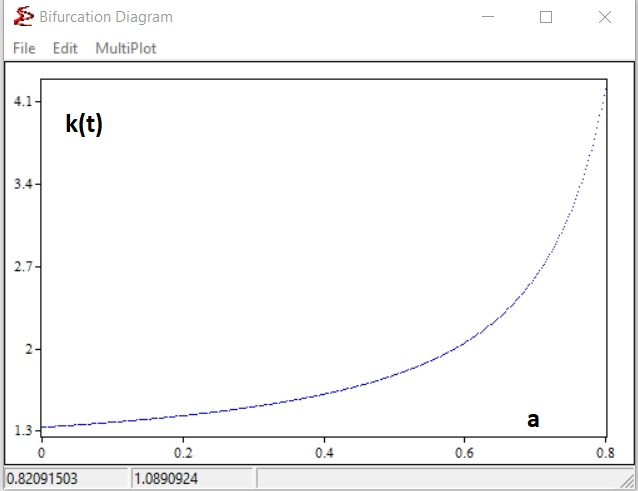 Bifurcation Diagram
File Edit MultiPlot
k(t)
4.1
3.4
2.7
2
1.3
a
0 0.2 0.4 0.6 0.8
0.82091503 1.0890924